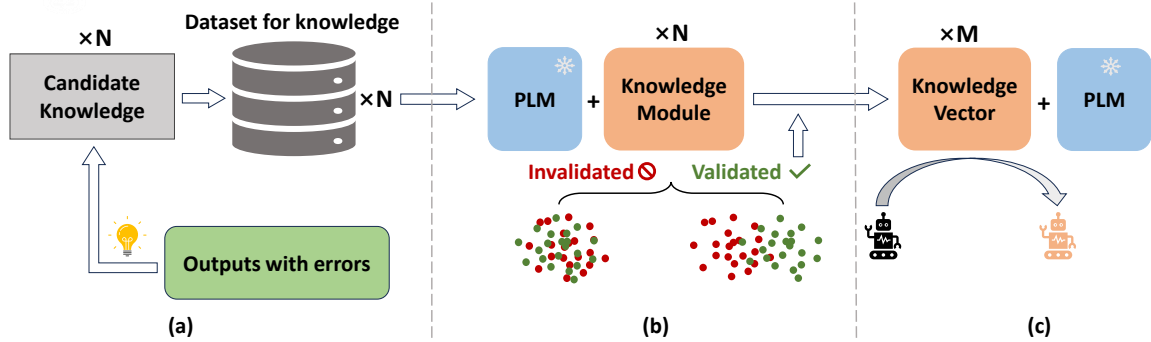 ×N
Candidate
Knowledge
Dataset for knowledge
×N
Outputs with errors
(a)
PLM
+
×N
Knowledge
Module
Invalidated
Validated
(b)
×M
Knowledge
Vector
+
PLM
(c)